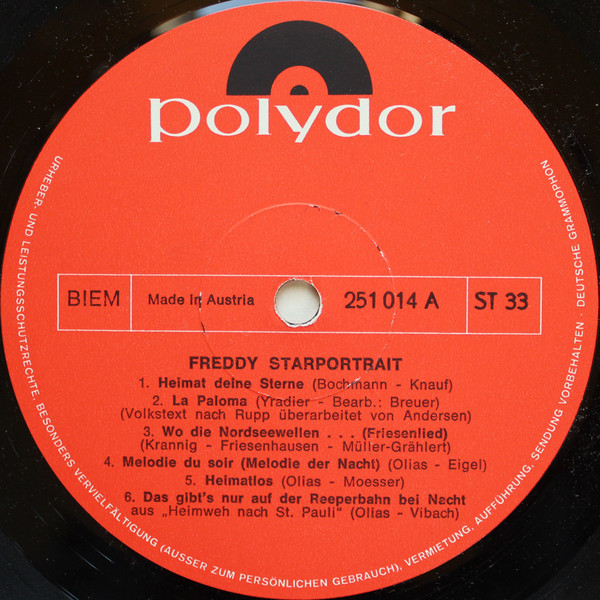 polydor
BIEM
Made in Austria
251 014 A
ST 33
FREDDY STARPORTRAIT
1. Heimat deine Sterne (Bochmann - Knauf)
2. La Paloma (Yradier - Bearb.: Breuer)
(Volkstext nach Rupp überarbeitet von Andersen)
3. Wo die Nordseewellen . . . (Friesenlied)
(Krannig - Friesenhausen - Müller-Grählert)
4. Melodie du soir (Melodie der Nacht) (Olias - Eigel)
5. Heimatlos (Olias - Moesser)
6. Das gibt's nur auf der Reeperbahn bei Nacht
aus „Heimweh nach St. Pauli" (Olias - Vibach)
URHEBER- UND LEISTUNGSSCHUTZRECHTE, BESONDERS VERVIELFÄLTIGUNG (AUSSER ZUM PERSÖNLICHEN GEBRAUCH), VERMIETUNG, AUFFÜHRUNG, SENDUNG VORBEHALTEN · DEUTSCHE GRAMMOPHON